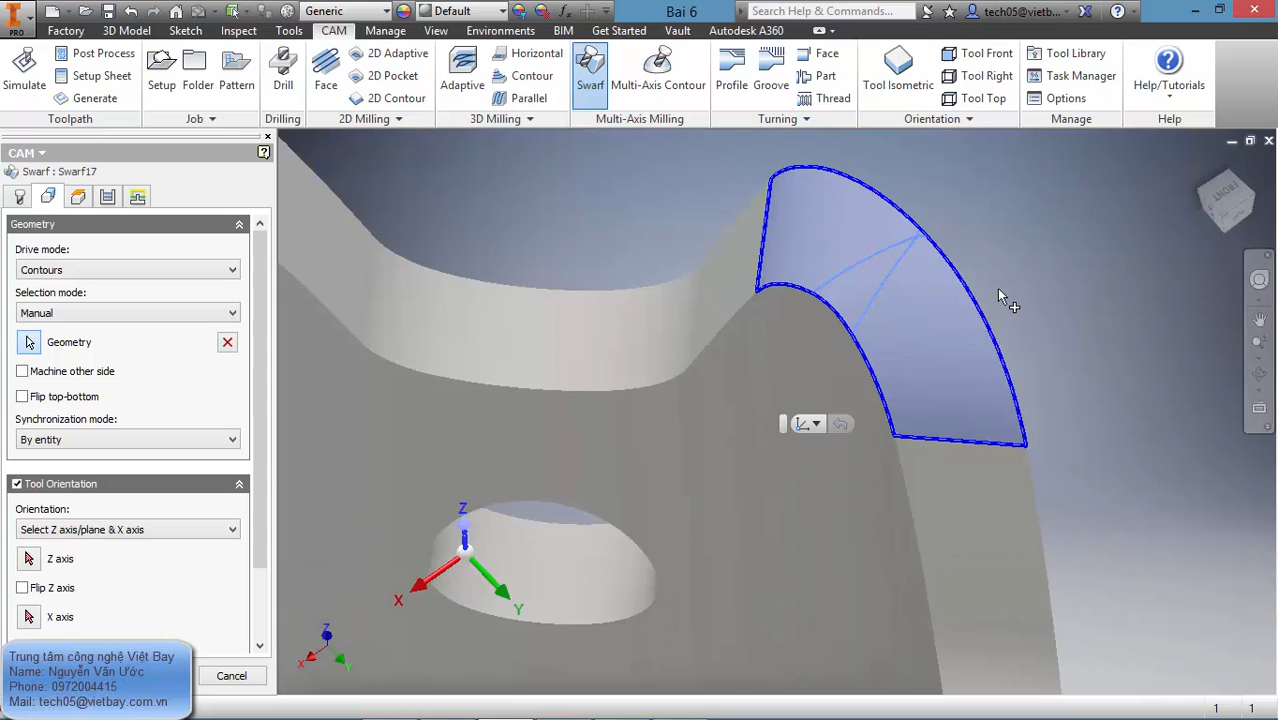 Generic
Default
Bai 6
Search Help & Commands...
tech05@vietb...
PRO
Factory
3D Model
Sketch
Inspect
Tools
CAM
Manage
View
Environments
BIM
Get Started
Vault
Autodesk A360
Simulate
Post Process
Setup Sheet
Generate
Toolpath
Setup
Folder
Pattern
Job
Drill
Drilling
Face
2D Adaptive
2D Pocket
2D Contour
2D Milling
Adaptive
Horizontal
Contour
Parallel
3D Milling
Swarf
Multi-Axis Contour
Multi-Axis Milling
Profile
Groove
Face
Part
Thread
Turning
Tool Isometric
Tool Front
Tool Right
Tool Top
Orientation
Tool Library
Task Manager
Options
Manage
Help/Tutorials
Help
CAM
Swarf : Swarf17
Geometry
Drive mode:
Contours
Selection mode:
Manual
Geometry
Machine other side
Flip top-bottom
Synchronization mode:
By entity
Tool Orientation
Orientation:
Select Z axis/plane & X axis
Z axis
Flip Z axis
X axis
Cancel
Trung tâm công nghệ Việt Bay
Name: Nguyễn Văn Ước
Phone: 0972004415
Mail: tech05@vietbay.com.vn
FRONT
Z
X
Y
Z
X
Y
1
1